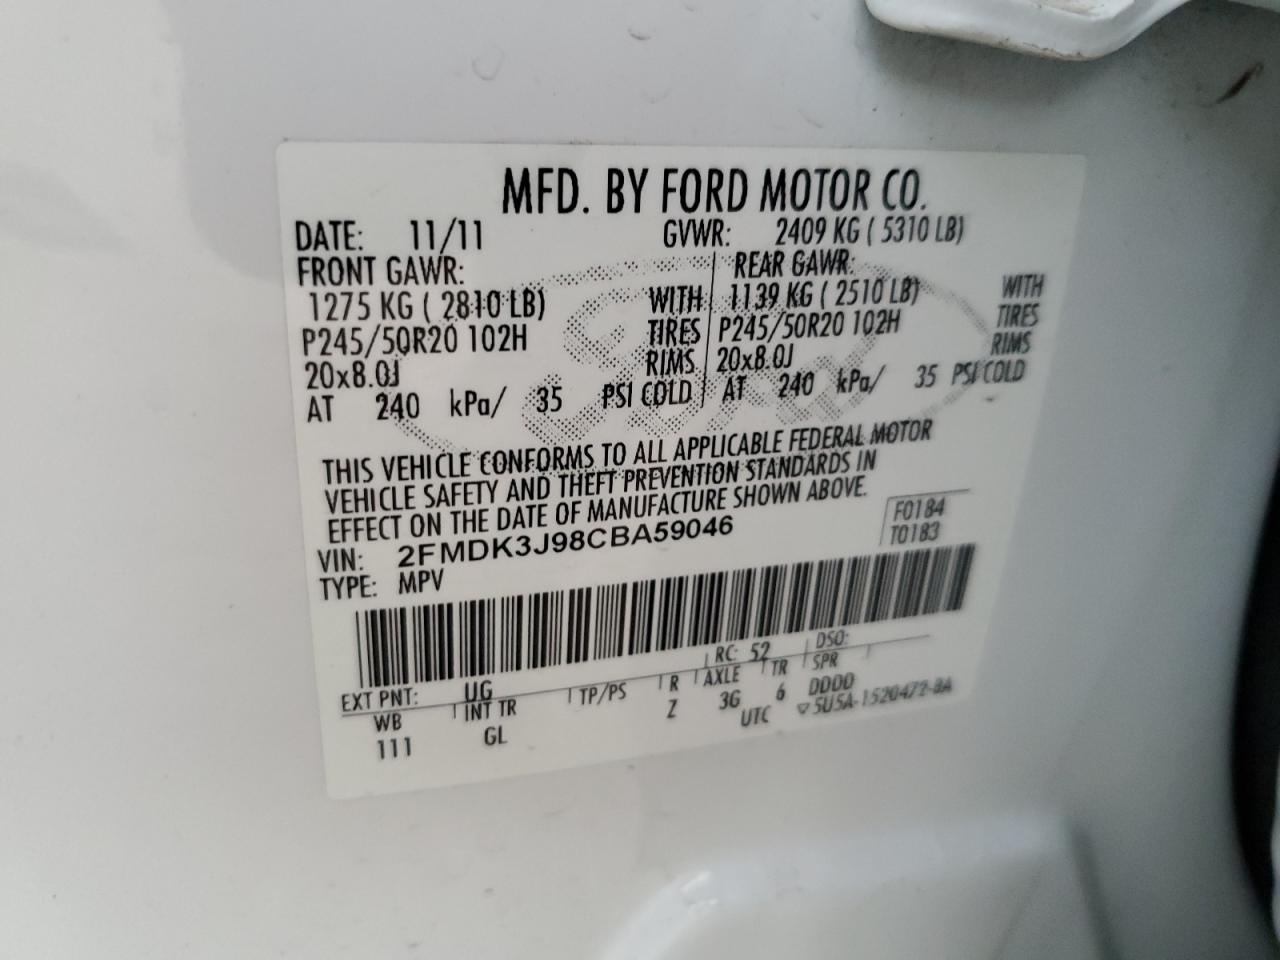 MFD. BY FORD MOTOR CO.
DATE: 11/11 GVWR: 2409 KG ( 5310 LB)
FRONT GAWR: REAR GAWR:
1275 KG ( 2810 LB) WITH 1139 KG ( 2510 LB) WITH
P245/50R20 102H TIRES P245/50R20 102H TIRES
20x8.0J RIMS 20x8.0J RIMS
AT 240 kPa/ 35 PSI COLD AT 240 kPa/ 35 PSI COLD
THIS VEHICLE CONFORMS TO ALL APPLICABLE FEDERAL MOTOR
VEHICLE SAFETY AND THEFT PREVENTION STANDARDS IN
EFFECT ON THE DATE OF MANUFACTURE SHOWN ABOVE.
F0184
VIN: 2FMDK3J98CBA59046 T0183
TYPE: MPV
EXT PNT: UG RC: 52 DSO:
WB INT TR TP/PS R AXLE TR SPR
111 GL Z 3G 6 DDDD
UTC ▽5U5A-1520472-BA
Ford